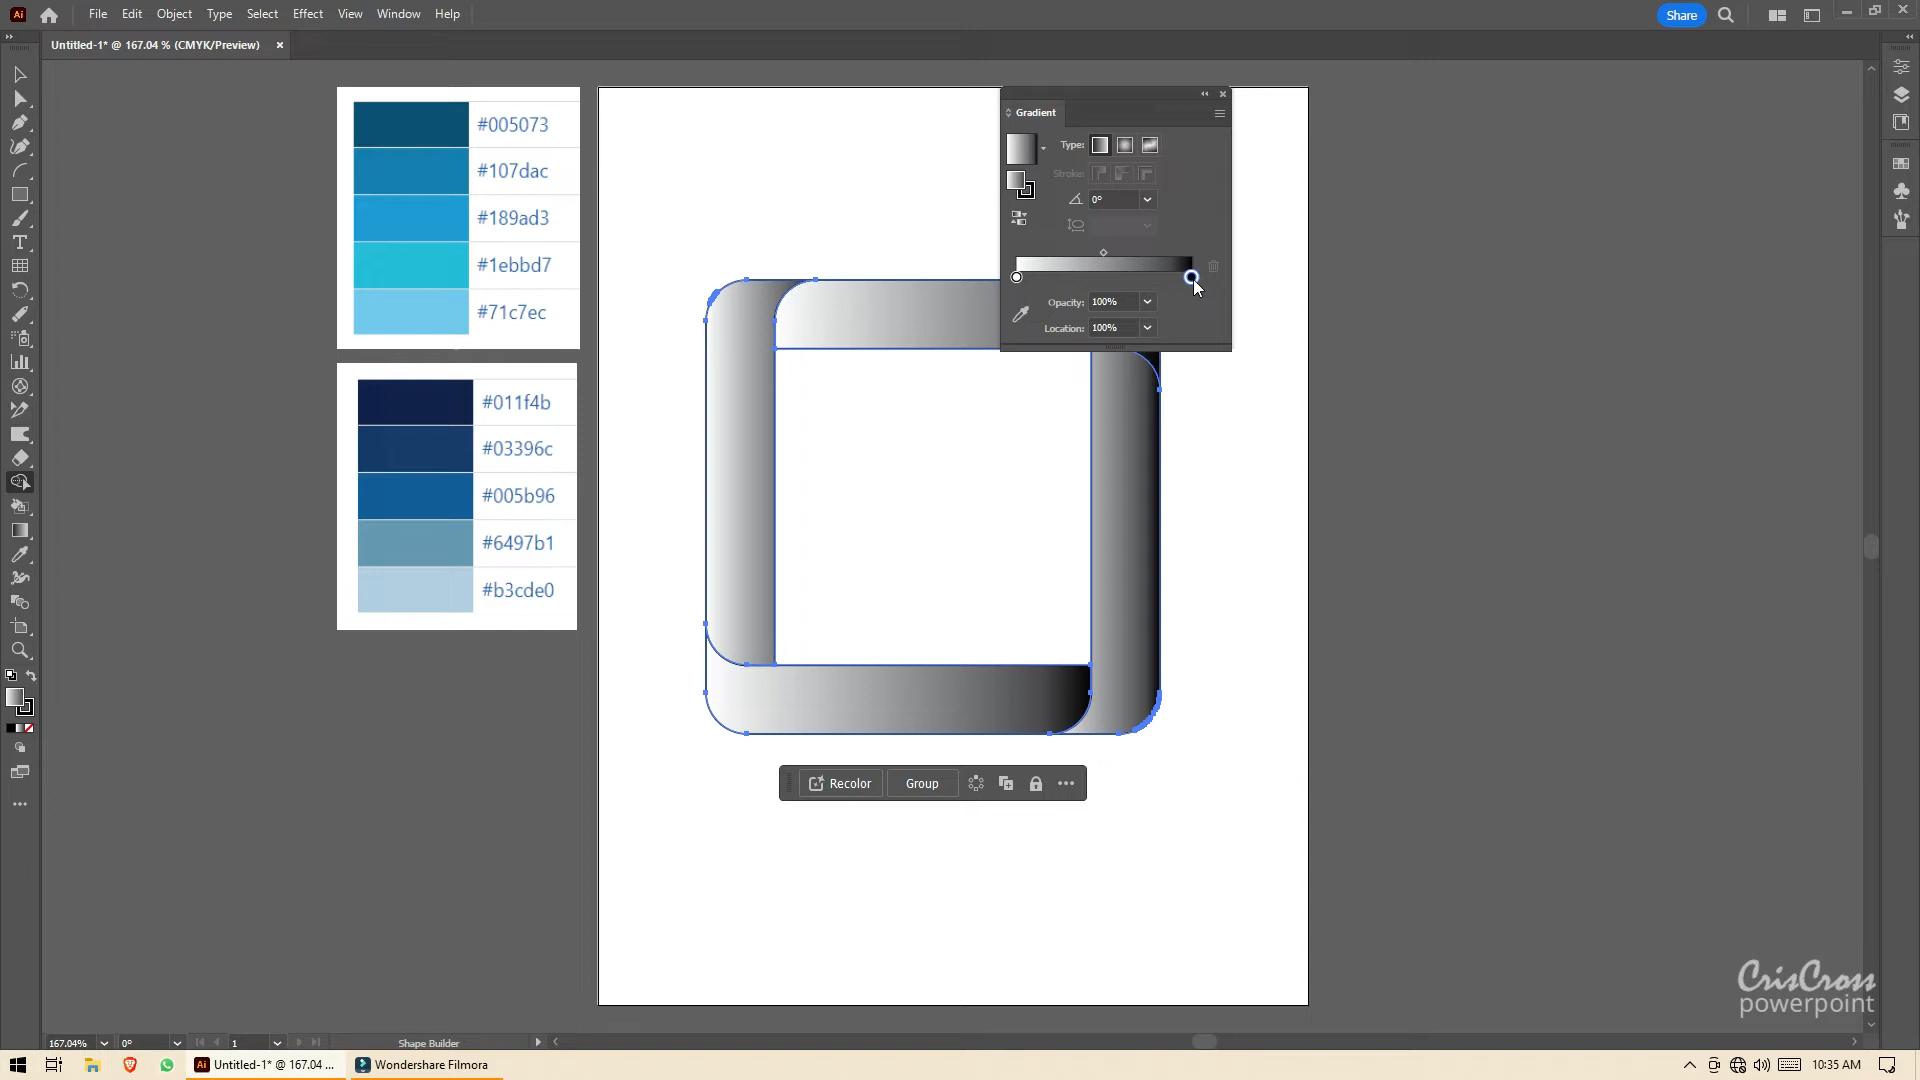 Ai File Edit Object Type Select Effect View Window Help Share
Untitled-1* @ 167.04 % (CMYK/Preview) ×
#005073
#107dac
#189ad3
#1ebbd7
#71c7ec
#011f4b
#03396c
#005b96
#6497b1
#b3cde0
Gradient
Type:
Stroke:
0°
Opacity: 100%
Location: 100%
Recolor Group
CrisCross
powerpoint
167.04% 0° 1 Shape Builder
Ai Untitled-1* @ 167.04 ... Wondershare Filmora 10:35 AM